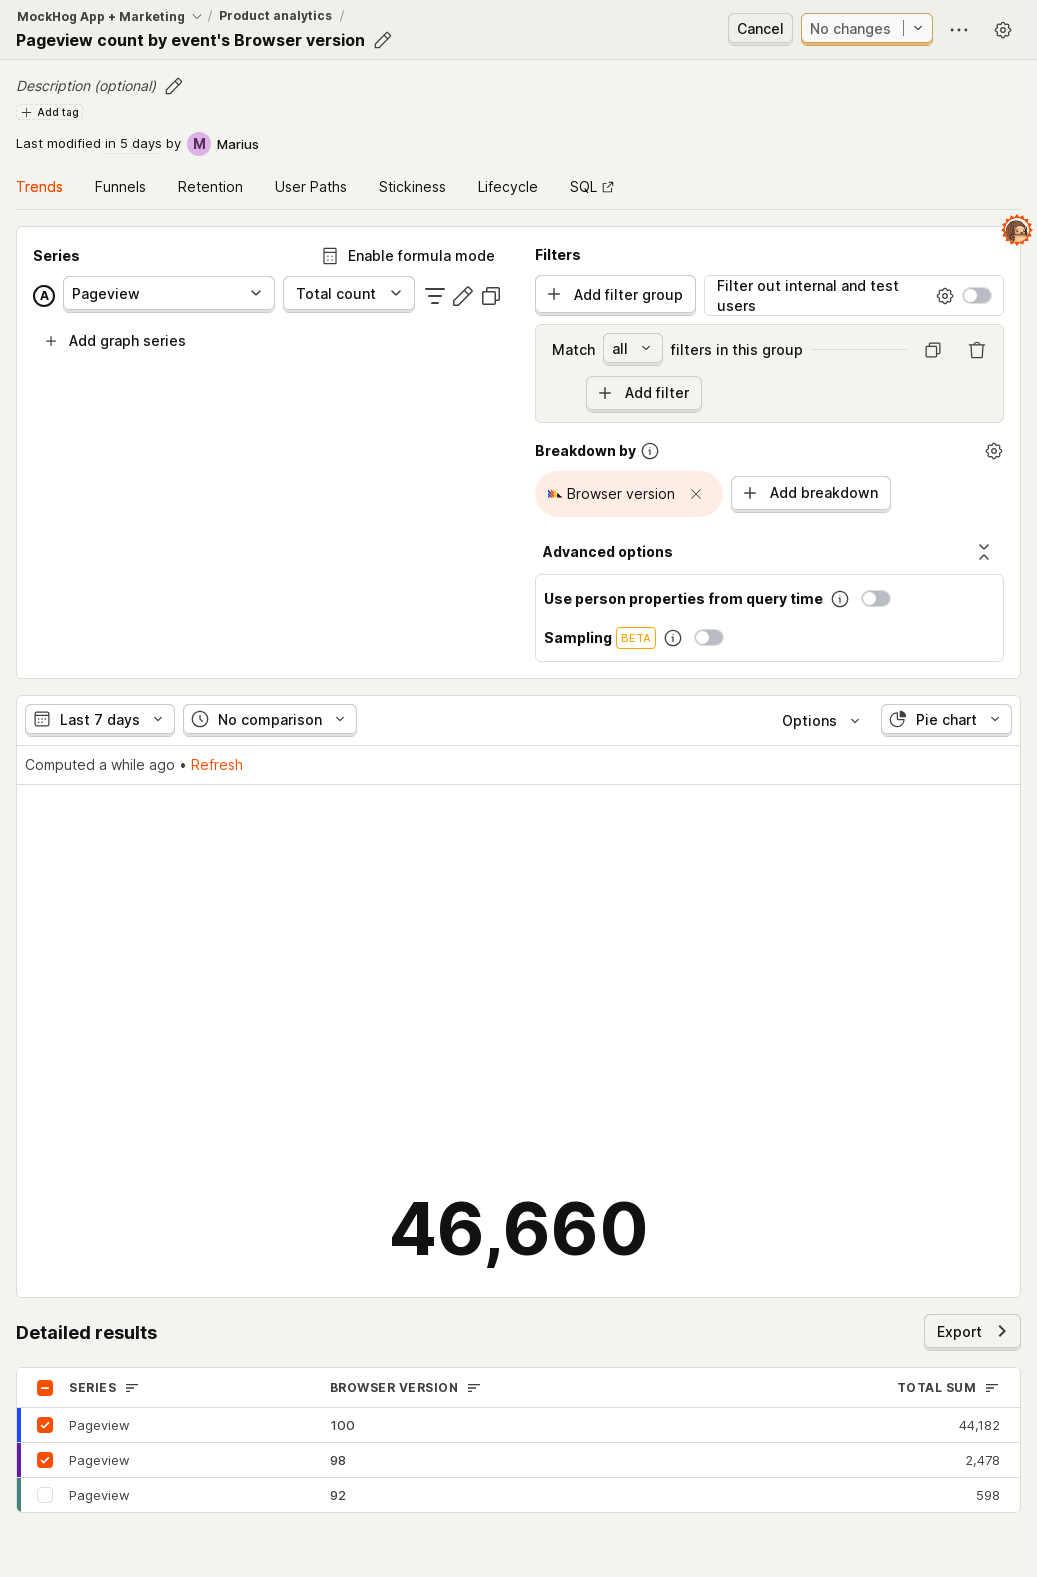 MockHog App + Marketing / Product analytics /
Pageview count by event's Browser version
Cancel
No changes
Description (optional)
Add tag
Last modified in 5 days by M Marius
Trends Funnels Retention User Paths Stickiness Lifecycle SQL
Series
Enable formula mode
A Pageview Total count
Add graph series
Filters
Add filter group
Filter out internal and test
users
Match all filters in this group
Add filter
Breakdown by
Browser version
Add breakdown
Advanced options
Use person properties from query time
Sampling BETA
Last 7 days No comparison Options Pie chart
Computed a while ago • Refresh
46,660
Detailed results
Export
SERIES BROWSER VERSION TOTAL SUM
Pageview 100 44,182
Pageview 98 2,478
Pageview 92 598